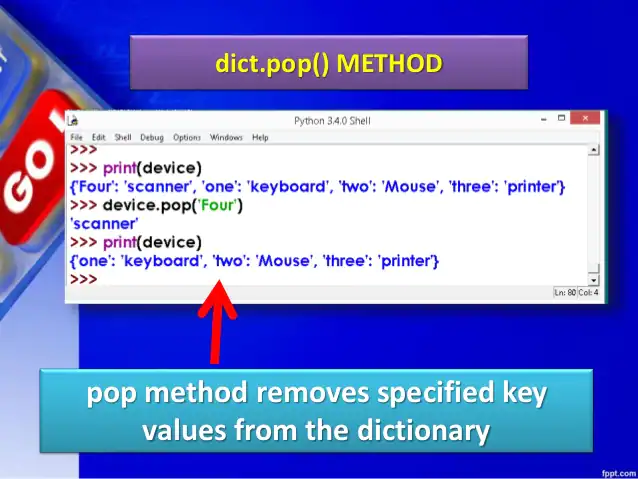 dict.pop() METHOD
GO!
Python 3.4.0 Shell
File Edit Shell Debug Options Windows Help
>>>
>>> print(device)
{'Four': 'scanner', 'one': 'keyboard', 'two': 'Mouse', 'three': 'printer'}
>>> device.pop('Four')
'scanner'
>>> print(device)
{'one': 'keyboard', 'two': 'Mouse', 'three': 'printer'}
>>>
Ln: 80 Col: 4
pop method removes specified key
values from the dictionary
fppt.com